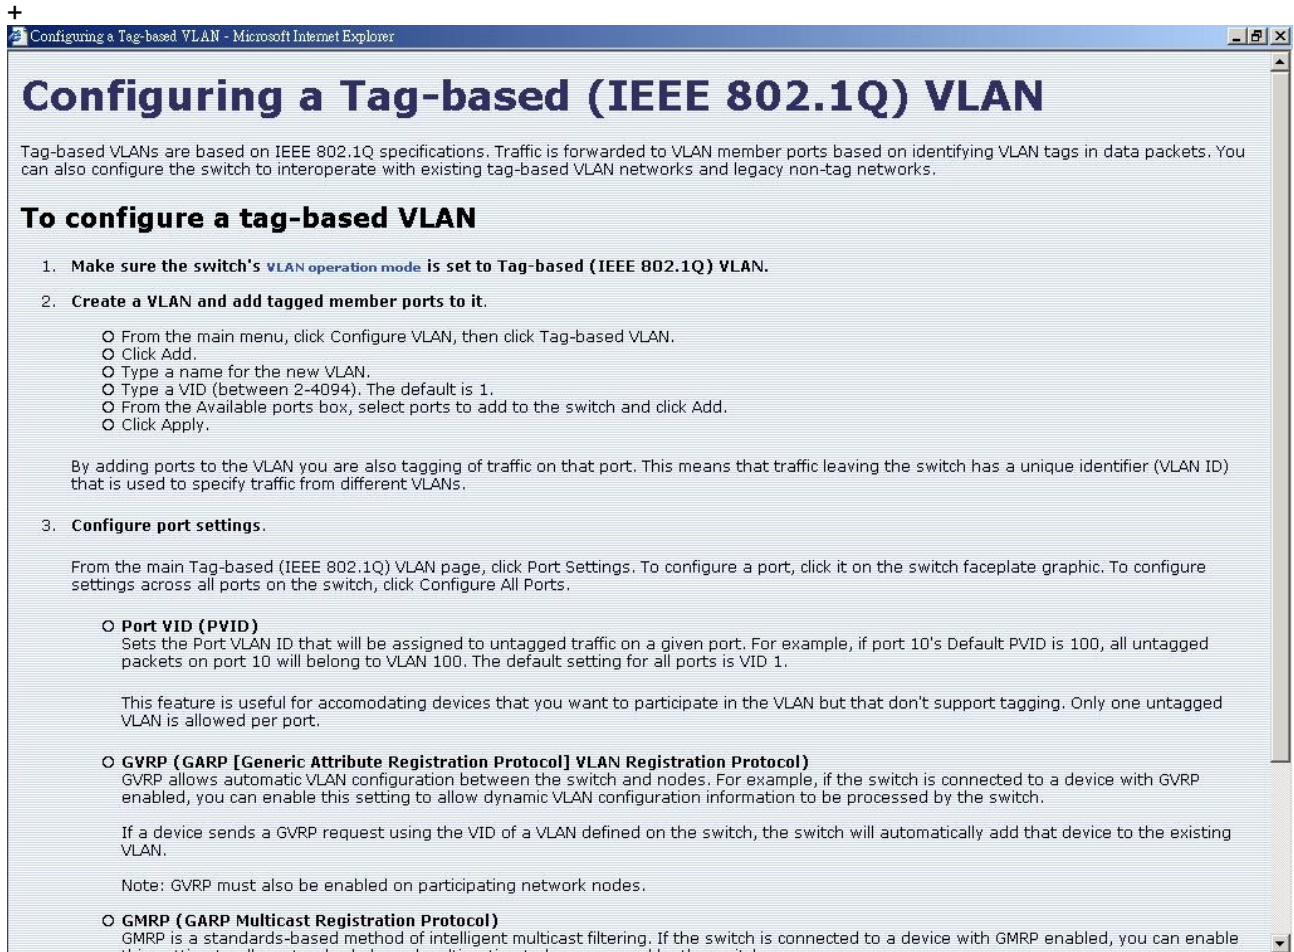 +
Configuring a Tag-based VLAN - Microsoft Internet Explorer
Configuring a Tag-based (IEEE 802.1Q) VLAN
Tag-based VLANs are based on IEEE 802.1Q specifications. Traffic is forwarded to VLAN member ports based on identifying VLAN tags in data packets. You
can also configure the switch to interoperate with existing tag-based VLAN networks and legacy non-tag networks.
To configure a tag-based VLAN
1. Make sure the switch's VLAN operation mode is set to Tag-based (IEEE 802.1Q) VLAN.
2. Create a VLAN and add tagged member ports to it.
From the main menu, click Configure VLAN, then click Tag-based VLAN.
Click Add.
Type a name for the new VLAN.
Type a VID (between 2-4094). The default is 1.
From the Available ports box, select ports to add to the switch and click Add.
Click Apply.
By adding ports to the VLAN you are also tagging of traffic on that port. This means that traffic leaving the switch has a unique identifier (VLAN ID)
that is used to specify traffic from different VLANs.
3. Configure port settings.
From the main Tag-based (IEEE 802.1Q) VLAN page, click Port Settings. To configure a port, click it on the switch faceplate graphic. To configure
settings across all ports on the switch, click Configure All Ports.
Port VID (PVID)
Sets the Port VLAN ID that will be assigned to untagged traffic on a given port. For example, if port 10's Default PVID is 100, all untagged
packets on port 10 will belong to VLAN 100. The default setting for all ports is VID 1.
This feature is useful for accomodating devices that you want to participate in the VLAN but that don't support tagging. Only one untagged
VLAN is allowed per port.
GVRP (GARP [Generic Attribute Registration Protocol] VLAN Registration Protocol)
GVRP allows automatic VLAN configuration between the switch and nodes. For example, if the switch is connected to a device with GVRP
enabled, you can enable this setting to allow dynamic VLAN configuration information to be processed by the switch.
If a device sends a GVRP request using the VID of a VLAN defined on the switch, the switch will automatically add that device to the existing
VLAN.
Note: GVRP must also be enabled on participating network nodes.
GMRP (GARP Multicast Registration Protocol)
GMRP is a standards-based method of intelligent multicast filtering. If the switch is connected to a device with GMRP enabled, you can enable